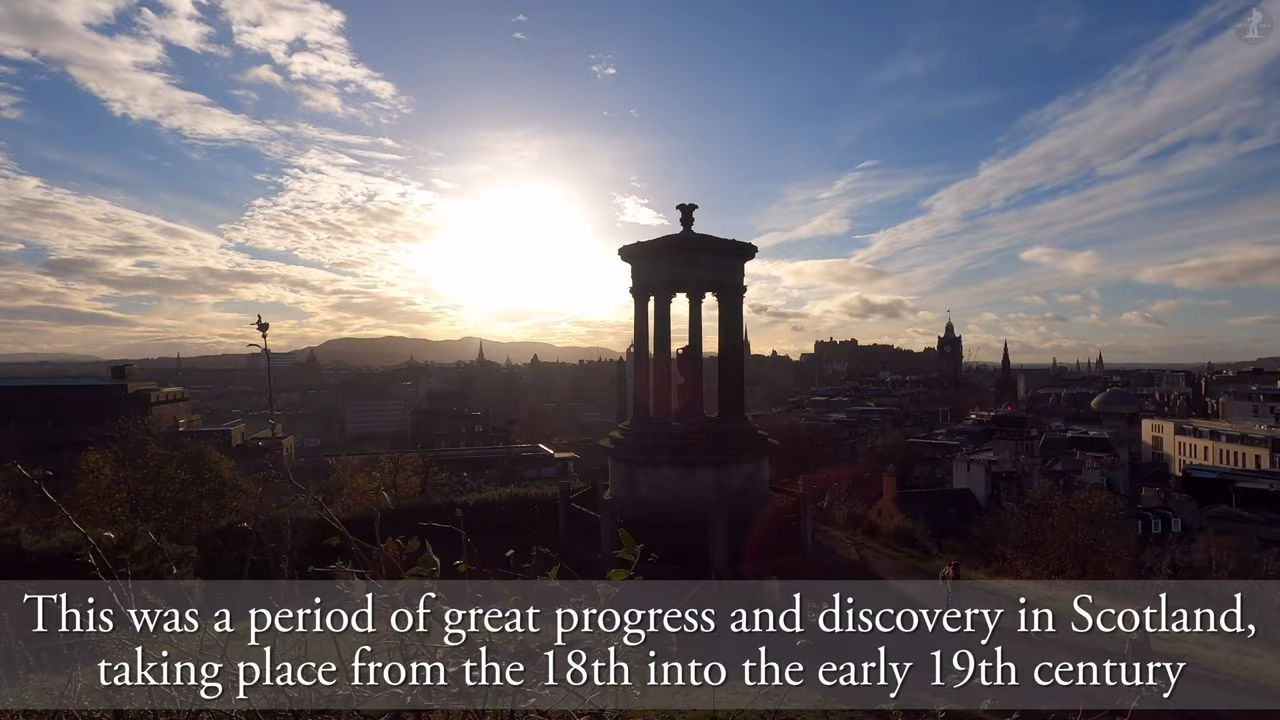 This was a period of great progress and discovery in Scotland,
taking place from the 18th into the early 19th century